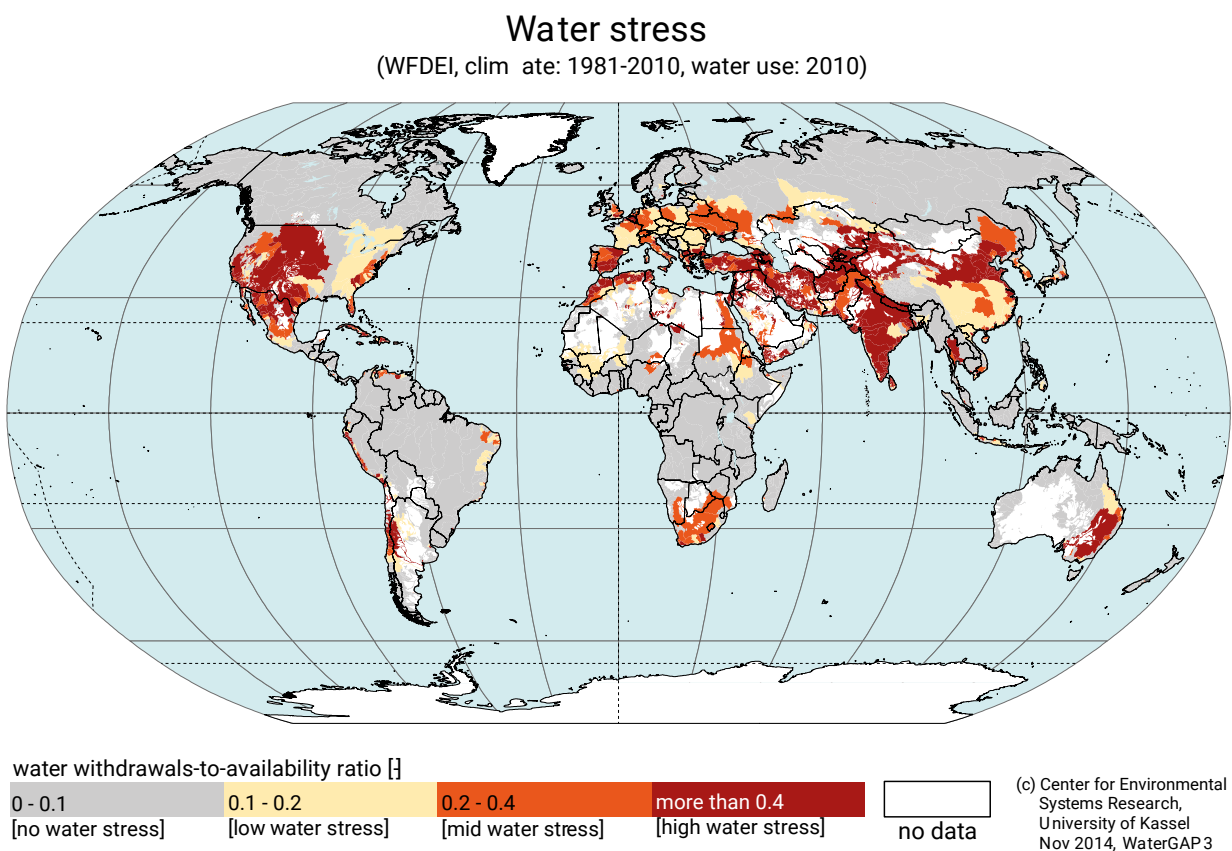 Water stress
(WFDEI, clim ate: 1981-2010, water use: 2010)
water withdrawals-to-availability ratio [-]
0 - 0.1
0.1 - 0.2
0.2 - 0.4
more than 0.4
[no water stress]
[low water stress]
[mid water stress]
[high water stress]
no data
(c) Center for Environmental
Systems Research,
University of Kassel
Nov 2014, WaterGAP3